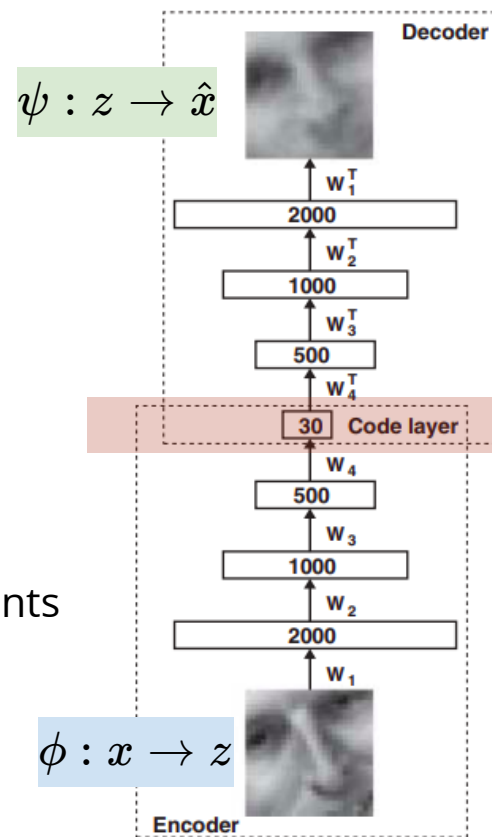 Decoder
ψ : z → x̂
W₁ᵀ
2000
W₂ᵀ
1000
W₃ᵀ
500
W₄ᵀ
30 Code layer
W₄
500
W₃
1000
nts
W₂
2000
W₁
ϕ : x → z
Encoder